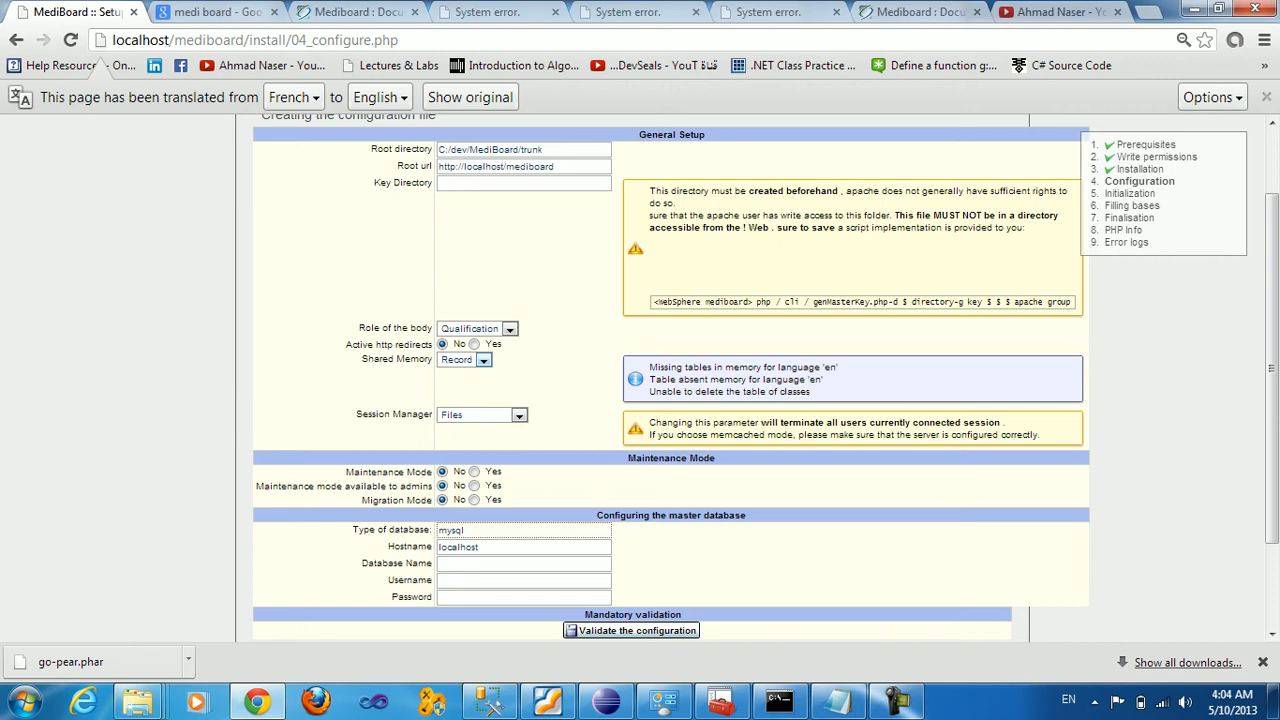 MediBoard :: Setu
medi board - Goo
Mediboard : Docu
System error.
System error.
System error.
Mediboard : Docu
Ahmad Naser - Yo
localhost/mediboard/install/04_configure.php
Help Resource - On...
Ahmad Naser - You...
Lectures & Labs
Introduction to Algo...
...DevSeals - YouT
.NET Class Practice ...
Define a function g:...
C# Source Code
»
This page has been translated from French to English Show original Options
Creating the configuration file
General Setup
Root directory C:/dev/MediBoard/trunk
Root url http://localhost/mediboard
Key Directory
This directory must be created beforehand , apache does not generally have sufficient rights to
do so.
sure that the apache user has write access to this folder. This file MUST NOT be in a directory
accessible from the ! Web . sure to save a script implementation is provided to you:
<WebSphere mediboard> php / cli / genMasterKey.php-d $ directory-g key $ $ $ apache group
1. Prerequisites
2. Write permissions
3. Installation
4. Configuration
5. Initialization
6. Filling bases
7. Finalisation
8. PHP Info
9. Error logs
Role of the body Qualification
Active http redirects No Yes
Shared Memory Record
Missing tables in memory for language 'en'
Table absent memory for language 'en'
Unable to delete the table of classes
Session Manager Files
Changing this parameter will terminate all users currently connected session .
If you choose memcached mode, please make sure that the server is configured correctly.
Maintenance Mode
Maintenance Mode No Yes
Maintenance mode available to admins No Yes
Migration Mode No Yes
Configuring the master database
Type of database: mysql
Hostname localhost
Database Name
Username
Password
Mandatory validation
Validate the configuration
go-pear.phar
Show all downloads...
EN
4:04 AM
5/10/2013